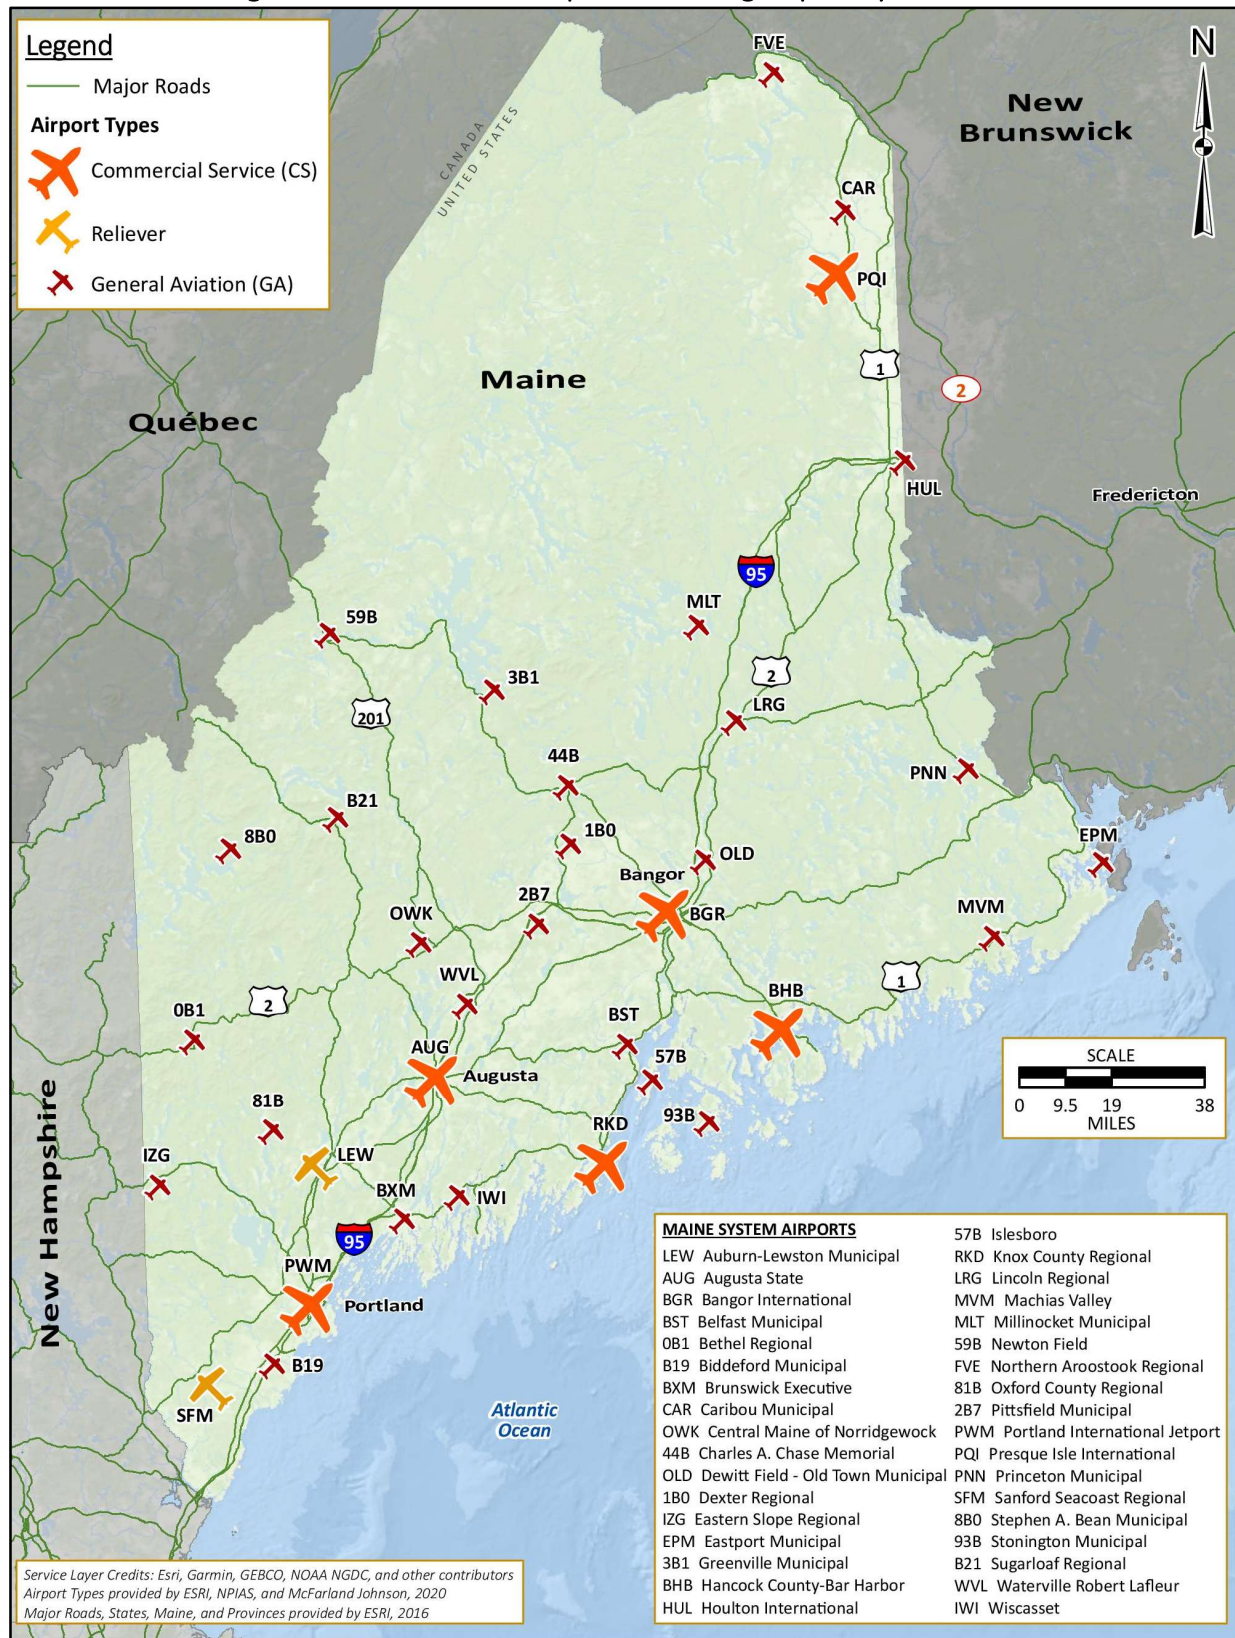 Legend
Major Roads
Airport Types
Commercial Service (CS)
Reliever
General Aviation (GA)
N
New
Brunswick
CANADA
UNITED STATES
FVE
CAR
PQI
1
2
Maine
Québec
HUL
Fredericton
95
MLT
59B
3B1
2
201
LRG
44B
PNN
B21
8B0
1B0
OLD
EPM
Bangor
2B7
OWK
BGR
MVM
WVL
1
BHB
2
0B1
BST
AUG
57B
Augusta
SCALE
0 9.5 19 38
MILES
New Hampshire
81B
93B
RKD
IZG
LEW
BXM
IWI
95
PWM
Portland
B19
SFM
Atlantic
Ocean
MAINE SYSTEM AIRPORTS
LEW Auburn-Lewston Municipal
AUG Augusta State
BGR Bangor International
BST Belfast Municipal
0B1 Bethel Regional
B19 Biddeford Municipal
BXM Brunswick Executive
CAR Caribou Municipal
OWK Central Maine of Norridgewock
44B Charles A. Chase Memorial
OLD Dewitt Field - Old Town Municipal
1B0 Dexter Regional
IZG Eastern Slope Regional
EPM Eastport Municipal
3B1 Greenville Municipal
BHB Hancock County-Bar Harbor
HUL Houlton International
57B Islesboro
RKD Knox County Regional
LRG Lincoln Regional
MVM Machias Valley
MLT Millinocket Municipal
59B Newton Field
FVE Northern Aroostook Regional
81B Oxford County Regional
2B7 Pittsfield Municipal
PWM Portland International Jetport
PQI Presque Isle International
PNN Princeton Municipal
SFM Sanford Seacoast Regional
8B0 Stephen A. Bean Municipal
93B Stonington Municipal
B21 Sugarloaf Regional
WVL Waterville Robert Lafleur
IWI Wiscasset
Service Layer Credits: Esri, Garmin, GEBCO, NOAA NGDC, and other contributors
Airport Types provided by ESRI, NPIAS, and McFarland Johnson, 2020
Major Roads, States, Maine, and Provinces provided by ESRI, 2016